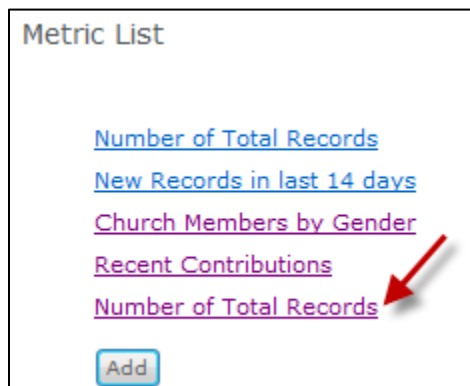 Metric List
Number of Total Records
New Records in last 14 days
Church Members by Gender
Recent Contributions
Number of Total Records
Add